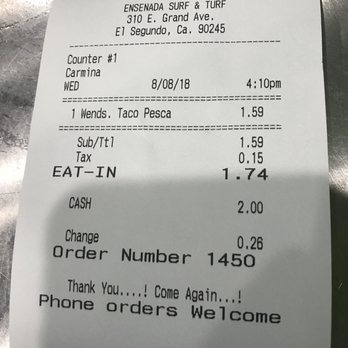 ENSENADA SURF & TURF
310 E. Grand Ave.
El Segundo, Ca. 90245
Counter #1
Carmina
WED 8/08/18 4:10pm
1 Wends. Taco Pesca 1.59
Sub/Ttl 1.59
Tax 0.15
EAT-IN 1.74
CASH 2.00
Change 0.26
Order Number 1450
Thank You....! Come Again...!
Phone orders Welcome